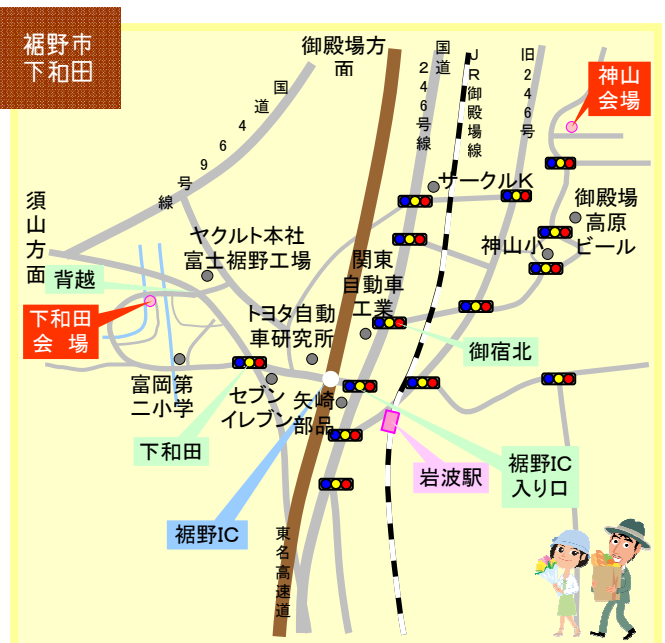 裾野市
下和田
御殿場方
面
国道
246号線
JR御殿場線
旧246号
神山
会場
国道469号線
サークルK
須山方面
御殿場
高原
ビール
ヤクルト本社
富士裾野工場
神山小
関東
自動車
工業
背越
下和田
会 場
トヨタ自動
車研究所
御宿北
富岡第
二小学
セブン
イレブン
矢崎
部品
下和田
岩波駅
裾野IC
入り口
裾野IC
東名高速道